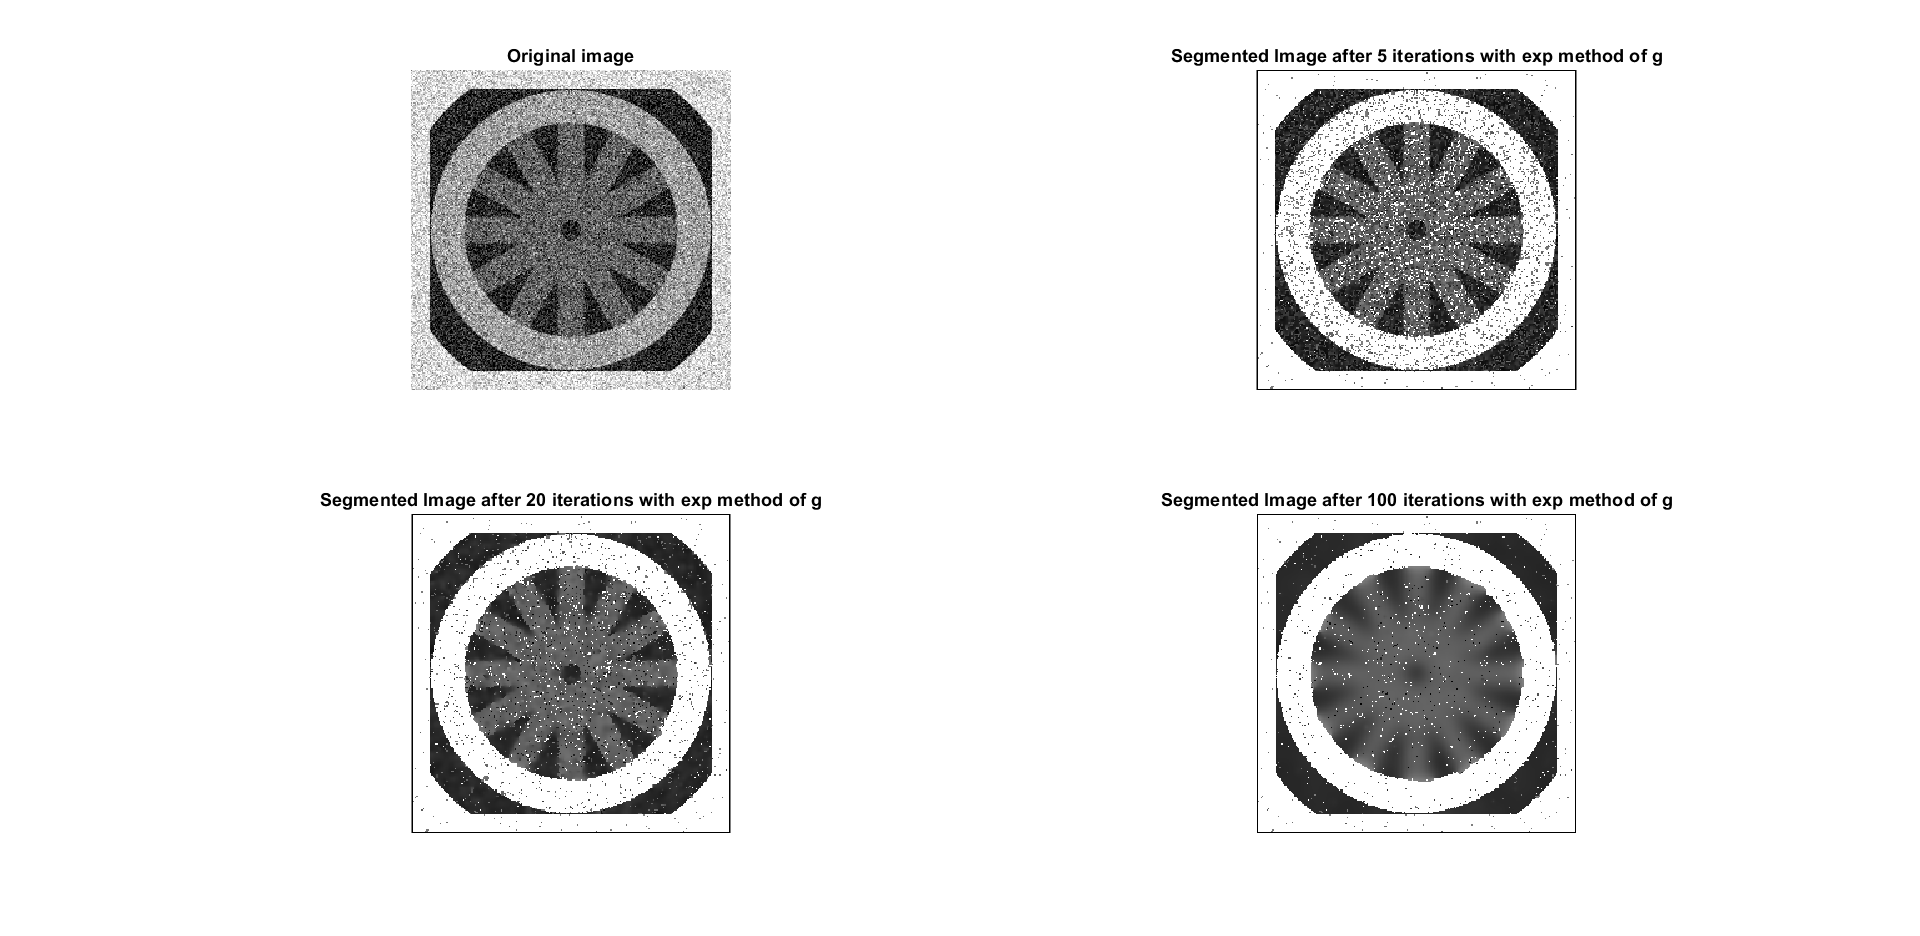 Original image
Segmented Image after 5 iterations with exp method of g
Segmented Image after 20 iterations with exp method of g
Segmented Image after 100 iterations with exp method of g